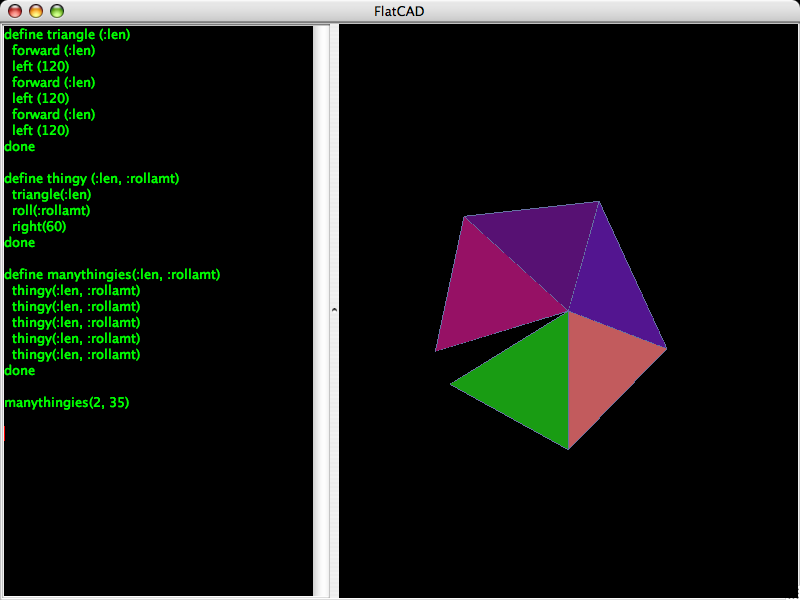 FlatCAD
define triangle (:len)
forward (:len)
left (120)
forward (:len)
left (120)
forward (:len)
left (120)
done
define thingy (:len, :rollamt)
triangle(:len)
roll(:rollamt)
right(60)
done
define manythingies(:len, :rollamt)
thingy(:len, :rollamt)
thingy(:len, :rollamt)
thingy(:len, :rollamt)
thingy(:len, :rollamt)
thingy(:len, :rollamt)
done
manythingies(2, 35)